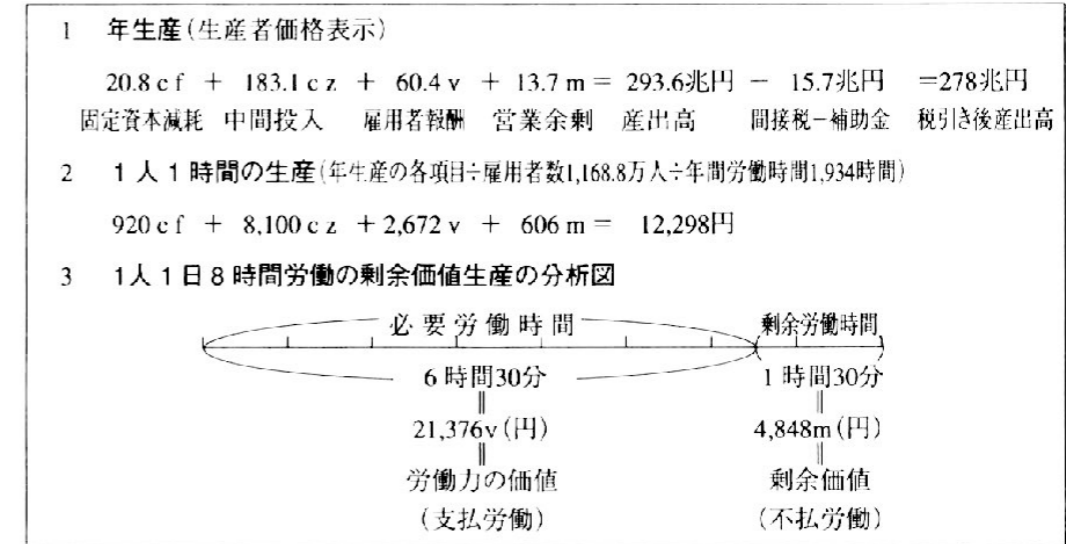 1　年生産(生産者価格表示)
20.8 c f + 183.1 c z + 60.4 v + 13.7 m = 293.6兆円 − 15.7兆円 =278兆円
固定資本減耗 中間投入 雇用者報酬 営業余剰 産出高 間接税−補助金 税引き後産出高
2　1人1時間の生産(年生産の各項目÷雇用者数1,168.8万人÷年間労働時間1,934時間)
920 c f + 8,100 c z + 2,672 v + 606 m = 12,298円
3　1人1日8時間労働の剰余価値生産の分析図
必要労働時間 剰余労働時間
6時間30分 1時間30分
‖ ‖
21,376v(円) 4,848m(円)
‖ ‖
労働力の価値 剰余価値
(支払労働) (不払労働)